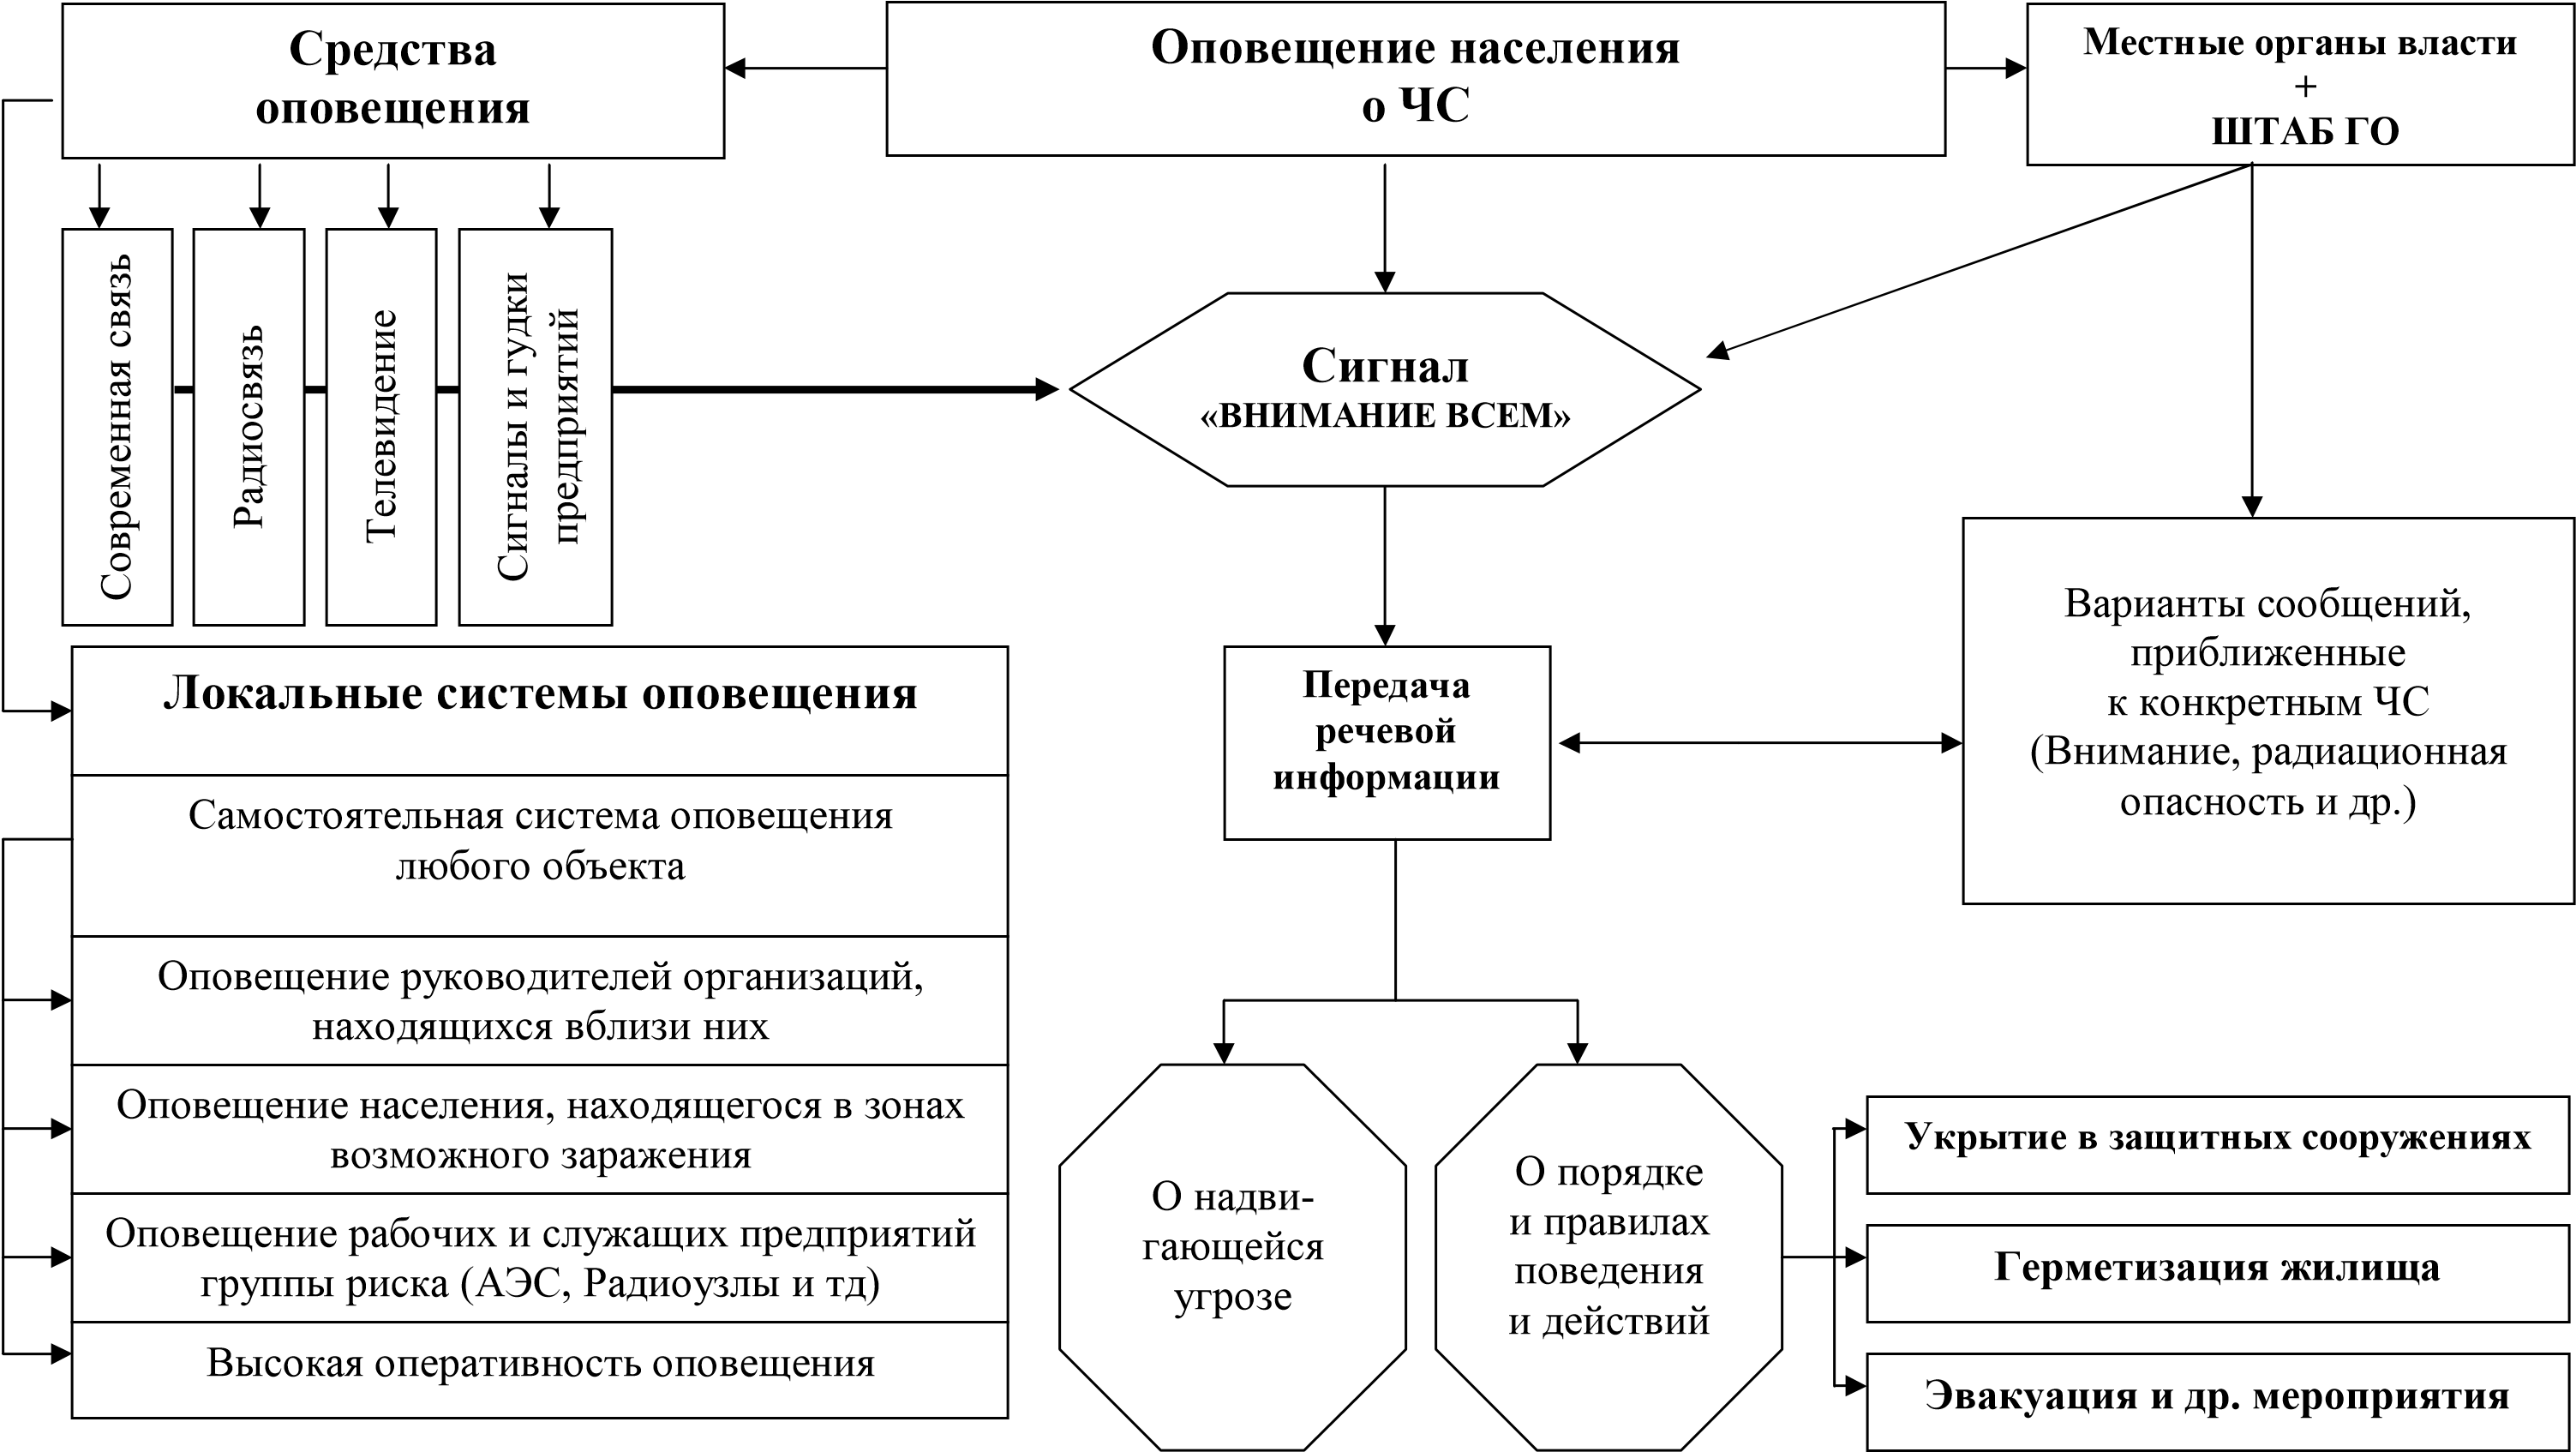 Средства
оповещения
Оповещение населения
о ЧС
Местные органы власти
+
ШТАБ ГО
Современная связь
Радиосвязь
Телевидение
Сигналы и гудки
предприятий
Сигнал
«ВНИМАНИЕ ВСЕМ»
Варианты сообщений,
приближенные
к конкретным ЧС
(Внимание, радиационная
опасность и др.)
Передача
речевой
информации
Локальные системы оповещения
Самостоятельная система оповещения
любого объекта
Оповещение руководителей организаций,
находящихся вблизи них
Оповещение населения, находящегося в зонах
возможного заражения
Оповещение рабочих и служащих предприятий
группы риска (АЭС, Радиоузлы и тд)
Высокая оперативность оповещения
О надви-
гающейся
угрозе
О порядке
и правилах
поведения
и действий
Укрытие в защитных сооружениях
Герметизация жилища
Эвакуация и др. мероприятия